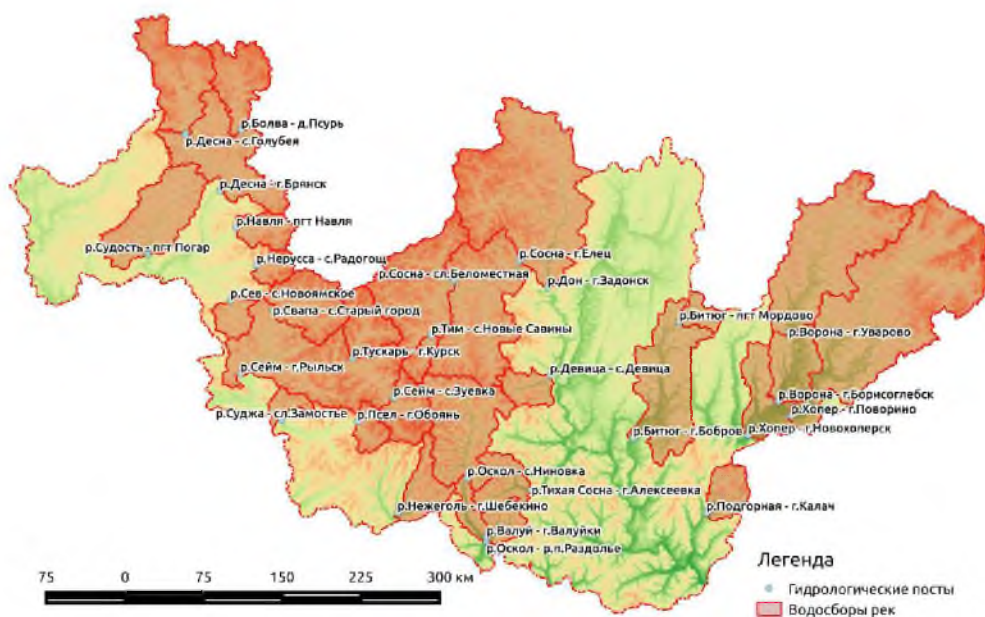 р.Болва - д.Псурь
р.Десна - с.Голубея
р.Десна - г.Брянск
р.Навля - пгт Навля
р.Судость - пгт Погар
р.Нерусса - с.Радогощ
р.Сосна - г.Елец
р.Сосна - сл.Беломестная
р.Дон - г.Задонск
р.Сев - с.Новоямское
р.Свапа - с.Старый город
р.Битюг - пгт Мордово
р.Тим - с.Новые Савины
р.Ворона - г.Уварово
р.Тускарь - г.Курск
р.Сейм - г.Рыльск
р.Девица - с.Девица
р.Сейм - с.Зуевка
р.Ворона - г.Борисоглебск
р.Суджа - сл.Замостье
р.Псел - г.Обоянь
р.Хопер - г.Поворино
р.Битюг - г.Бобров
р.Хопер - г.Новохоперск
р.Оскол - с.Ниновка
р.Тихая Сосна - г.Алексеевка
р.Нежеголь - г.Шебекино
р.Подгорная - г.Калач
р.Валуй - г.Валуйки
р.Оскол - р.п.Раздолье
Легенда
75 0 75 150 225 300 км
Гидрологические посты
Водосборы рек